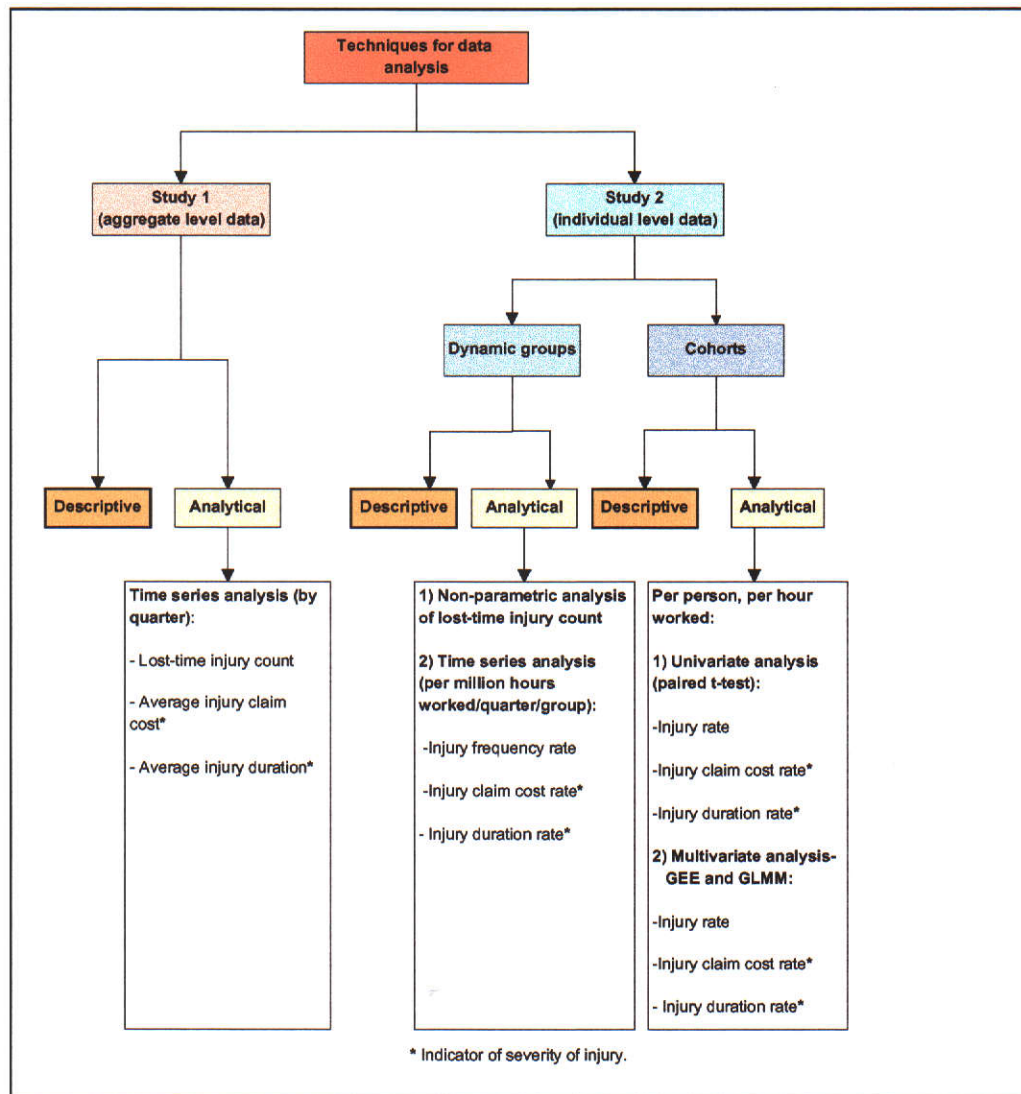 Techniques for data
analysis
Study 1
(aggregate level data)
Study 2
(individual level data)
Dynamic groups
Cohorts
Descriptive
Analytical
Descriptive
Analytical
Descriptive
Analytical
Time series analysis (by
quarter):
- Lost-time injury count
- Average injury claim
cost*
- Average injury duration*
1) Non-parametric analysis
of lost-time injury count
2) Time series analysis
(per million hours
worked/quarter/group):
-Injury frequency rate
-Injury claim cost rate*
- Injury duration rate*
Per person, per hour
worked:
1) Univariate analysis
(paired t-test):
-Injury rate
-Injury claim cost rate*
-Injury duration rate*
2) Multivariate analysis-
GEE and GLMM:
-Injury rate
-Injury claim cost rate*
- Injury duration rate*
* Indicator of severity of injury.